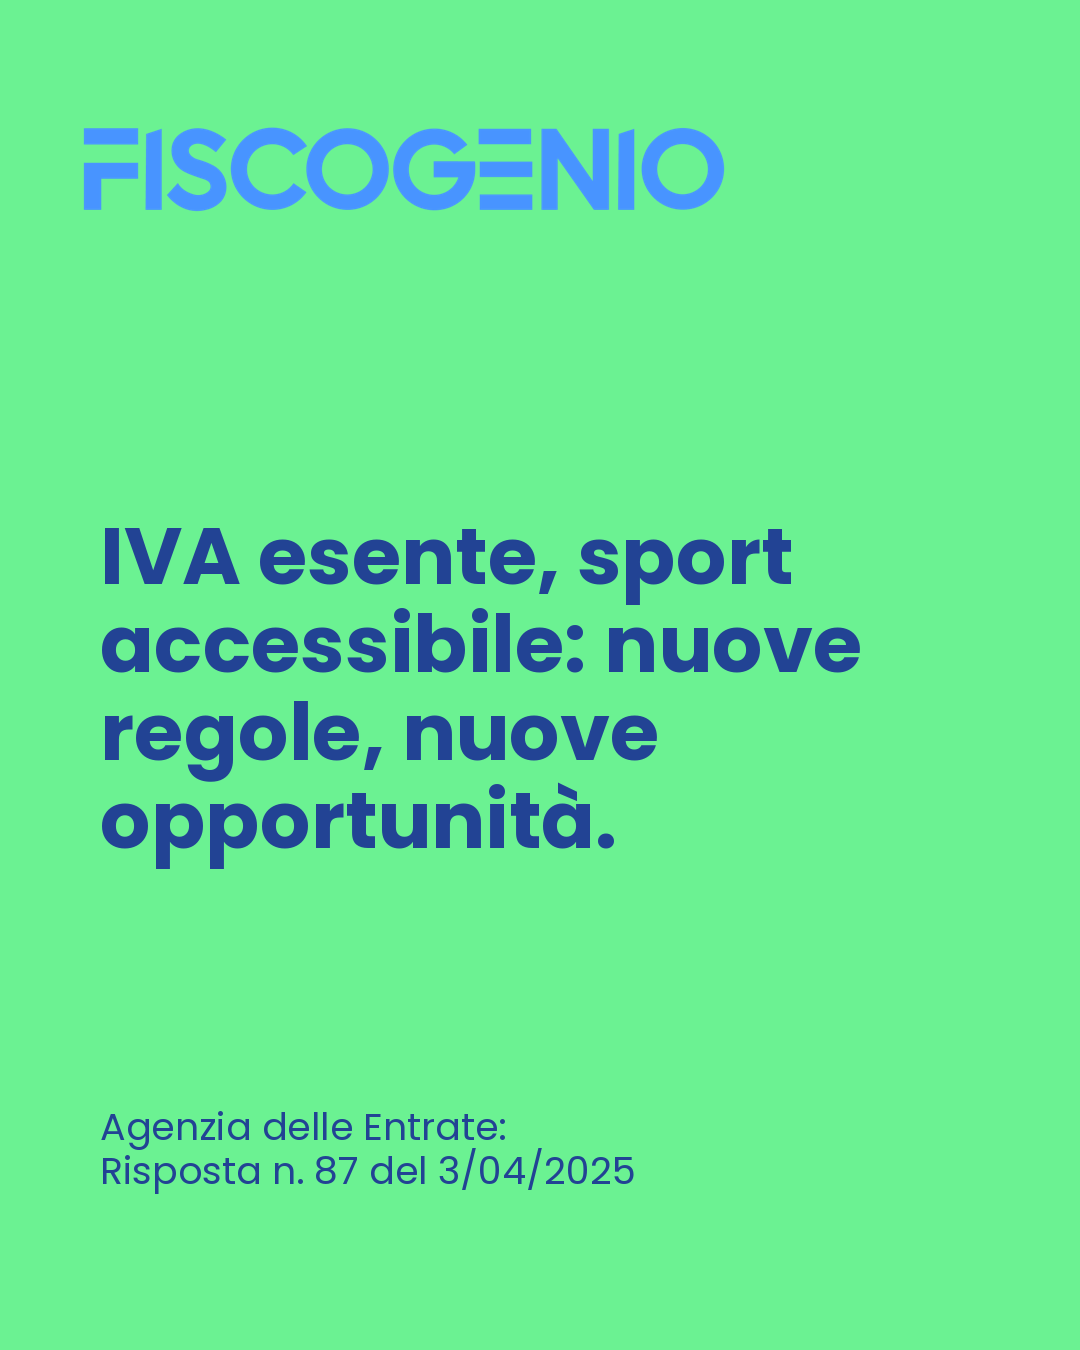 FISCOGENIO
IVA esente, sport
accessibile: nuove
regole, nuove
opportunità.
Agenzia delle Entrate:
Risposta n. 87 del 3/04/2025